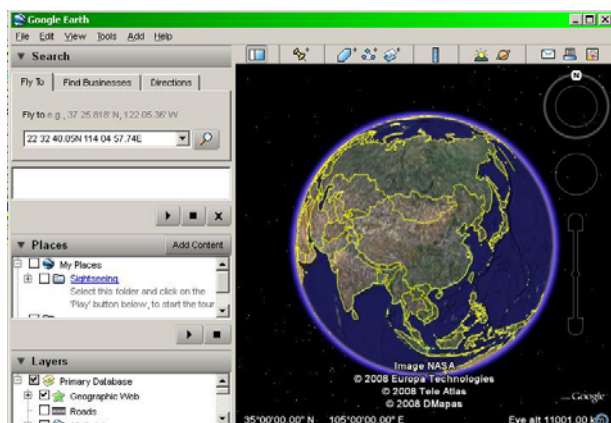 Google Earth
File Edit View Tools Add Help
▼ Search
Fly To Find Businesses Directions
Fly to e.g., 37 25.818' N, 122 05.36' W
22 32 40.05N 114 04 57.74E
▼ Places Add Content
My Places
Sightseeing
Select this folder and click on the
'Play' button below, to start the tour
▼ Layers
Primary Database
Geographic Web
Roads
N
Image NASA
© 2008 Europa Technologies
© 2008 Tele Atlas
© 2008 DMapas
Google
35°00'00.00" N 105°00'00.00" E Eye alt 11001.00 km